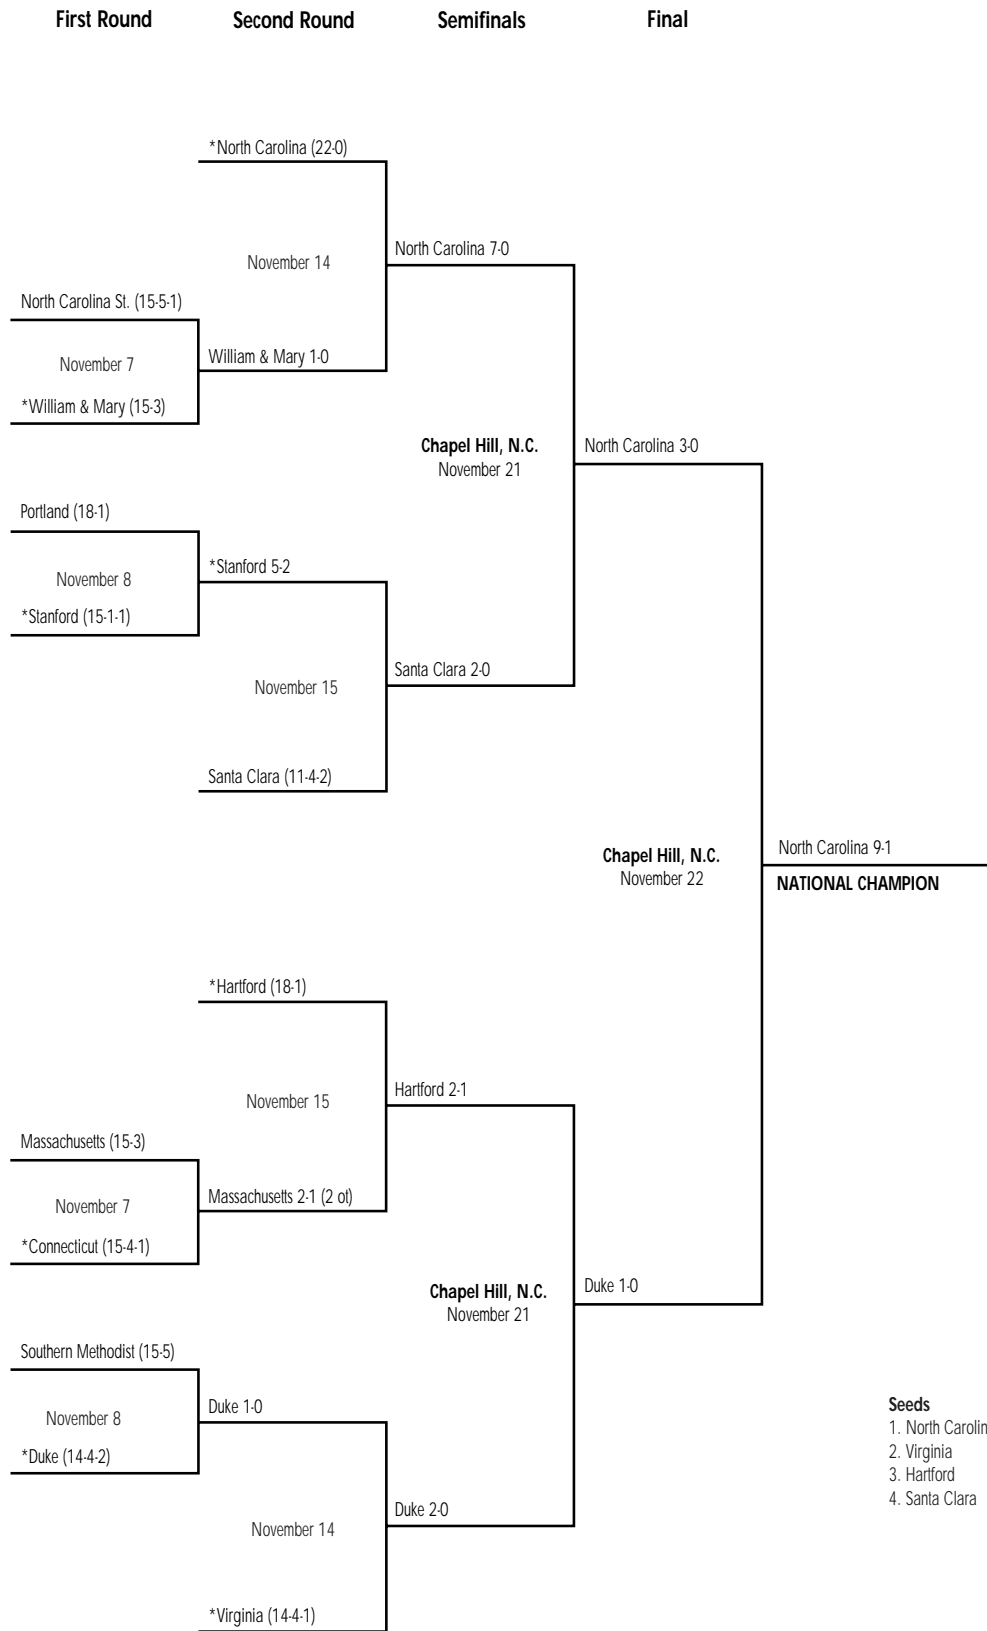 First Round
Second Round
Semifinals
Final
*North Carolina (22-0)
November 14
North Carolina 7-0
North Carolina St. (15-5-1)
November 7
William & Mary 1-0
*William & Mary (15-3)
Chapel Hill, N.C.
November 21
North Carolina 3-0
Portland (18-1)
November 8
*Stanford 5-2
*Stanford (15-1-1)
November 15
Santa Clara 2-0
Santa Clara (11-4-2)
Chapel Hill, N.C.
November 22
North Carolina 9-1
NATIONAL CHAMPION
*Hartford (18-1)
November 15
Hartford 2-1
Massachusetts (15-3)
November 7
Massachusetts 2-1 (2 ot)
*Connecticut (15-4-1)
Chapel Hill, N.C.
November 21
Duke 1-0
Southern Methodist (15-5)
November 8
Duke 1-0
*Duke (14-4-2)
November 14
Duke 2-0
*Virginia (14-4-1)
Seeds
1. North Carolin
2. Virginia
3. Hartford
4. Santa Clara